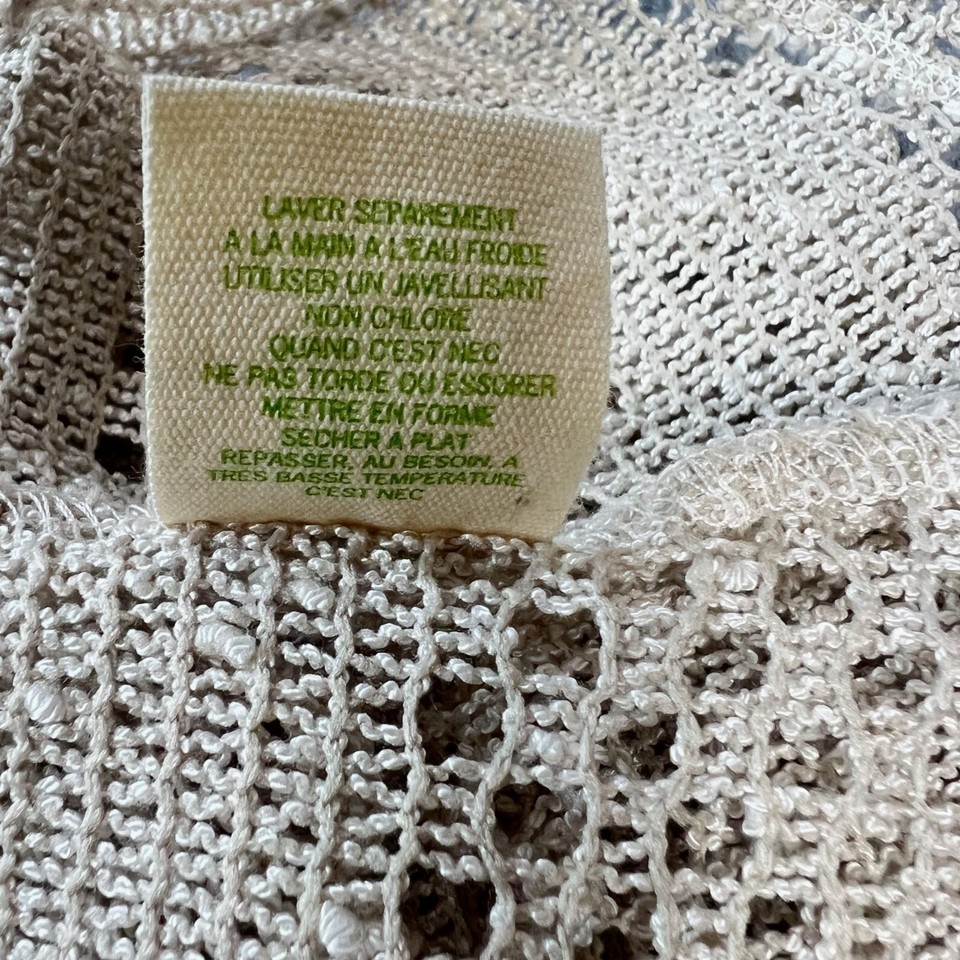 LAVER SEPAREMENT
A LA MAIN A L'EAU FROIDE
UTILISER UN JAVELLISANT
NON CHLORE
QUAND C'EST NEC
NE PAS TORDE OU ESSORER
METTRE EN FORME
SECHER A PLAT
REPASSER, AU BESOIN, A
TRES BASSE TEMPERATURE
C'EST NEC